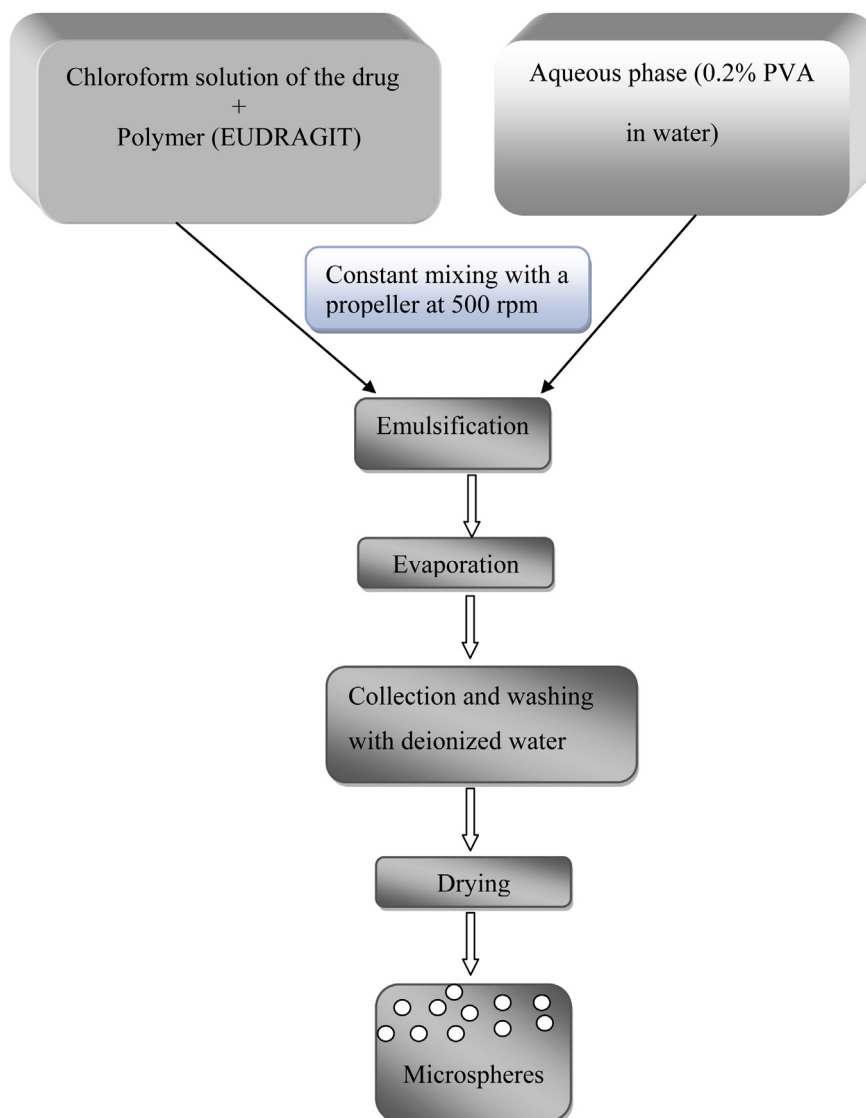 Chloroform solution of the drug
+
Polymer (EUDRAGIT)
Aqueous phase (0.2% PVA
in water)
Constant mixing with a
propeller at 500 rpm
Emulsification
Evaporation
Collection and washing
with deionized water
Drying
Microspheres